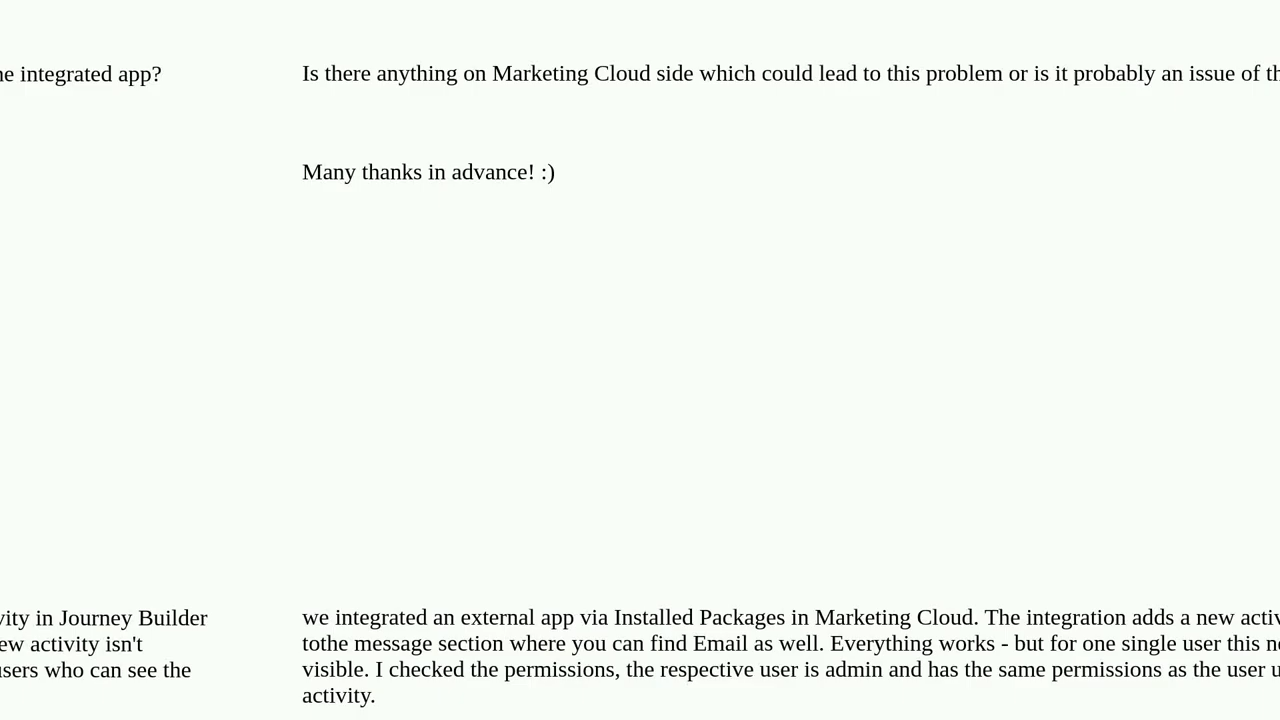 integrated app?
Is there anything on Marketing Cloud side which could lead to this problem or is it probably an issue of th
Many thanks in advance! :)
vity in Journey Builder
ew activity isn't
users who can see the
we integrated an external app via Installed Packages in Marketing Cloud. The integration adds a new activ
tothe message section where you can find Email as well. Everything works - but for one single user this ne
visible. I checked the permissions, the respective user is admin and has the same permissions as the user u
activity.